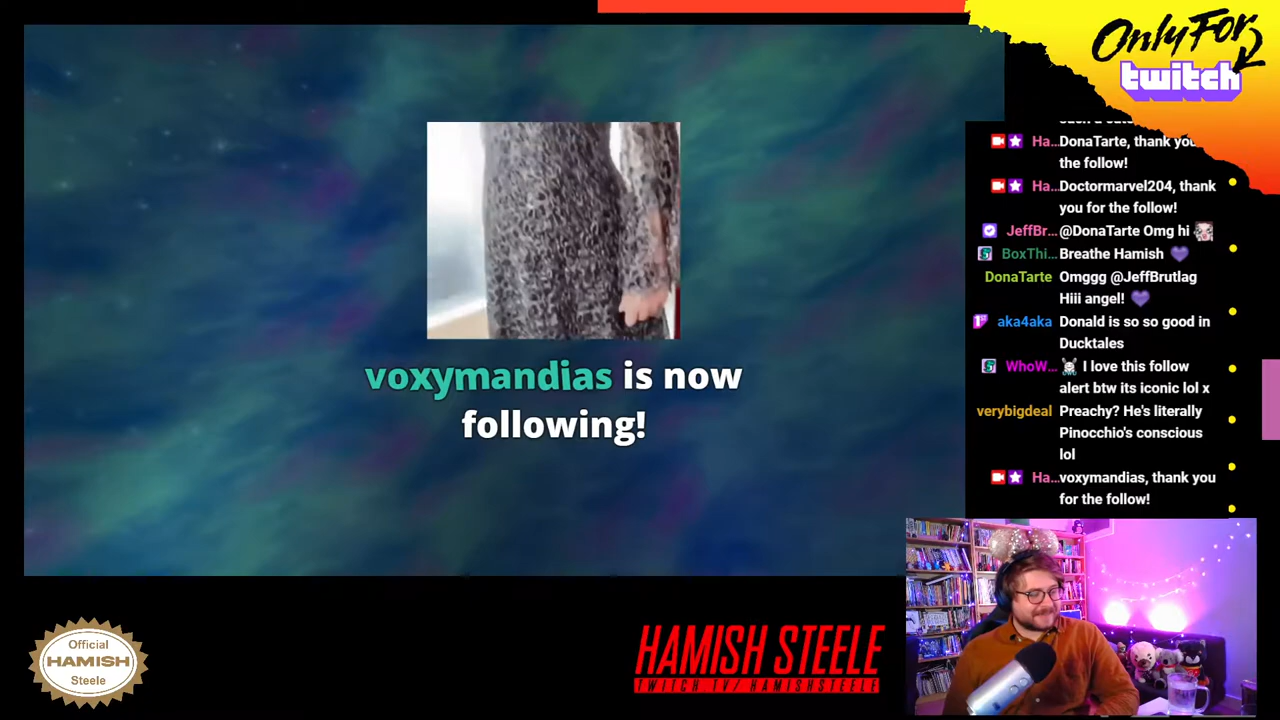 OnlyFor
twitch
Ha... DonaTarte, thank you
the follow!
Ha... Doctormarvel204, thank
you for the follow!
JeffBr... @DonaTarte Omg hi
BoxThi... Breathe Hamish
DonaTarte Omggg @JeffBrutlag
Hiii angel!
aka4aka Donald is so so good in
Ducktales
WhoW... I love this follow
alert btw its iconic lol x
verybigdeal Preachy? He's literally
Pinocchio's conscious
lol
Ha... voxymandias, thank you
for the follow!
voxymandias is now
following!
Official
HAMISH
Steele
HAMISH STEELE
TWITCH.TV/HAMISHSTEELE